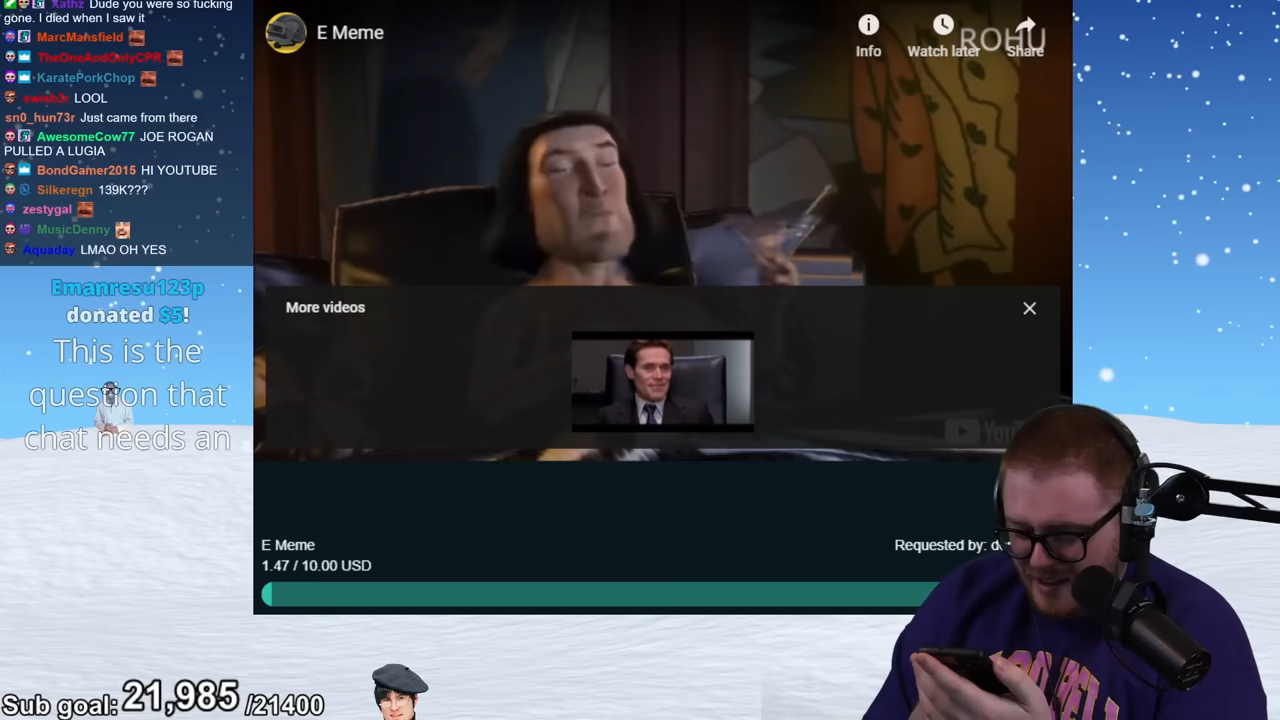 Xathz Dude you were so fucking
gone. I died when I saw it
MarcMansfield
TheOneAndOnlyCPR
KaratePorkChop
swish2r LOOL
sn0_hun73r Just came from there
AwesomeCow77 JOE ROGAN
PULLED A LUGIA
BondGamer2015 HI YOUTUBE
Silkeregn 139K???
zestygal
MusicDenny
Aquaday LMAO OH YES
Emanresu123p
donated $5!
This is the
question that
chat needs an
E Meme
ROHU
Info
Watch later
Share
More videos
E Meme
1.47 / 10.00 USD
Requested by:
Sub goal: 21,985 /21400